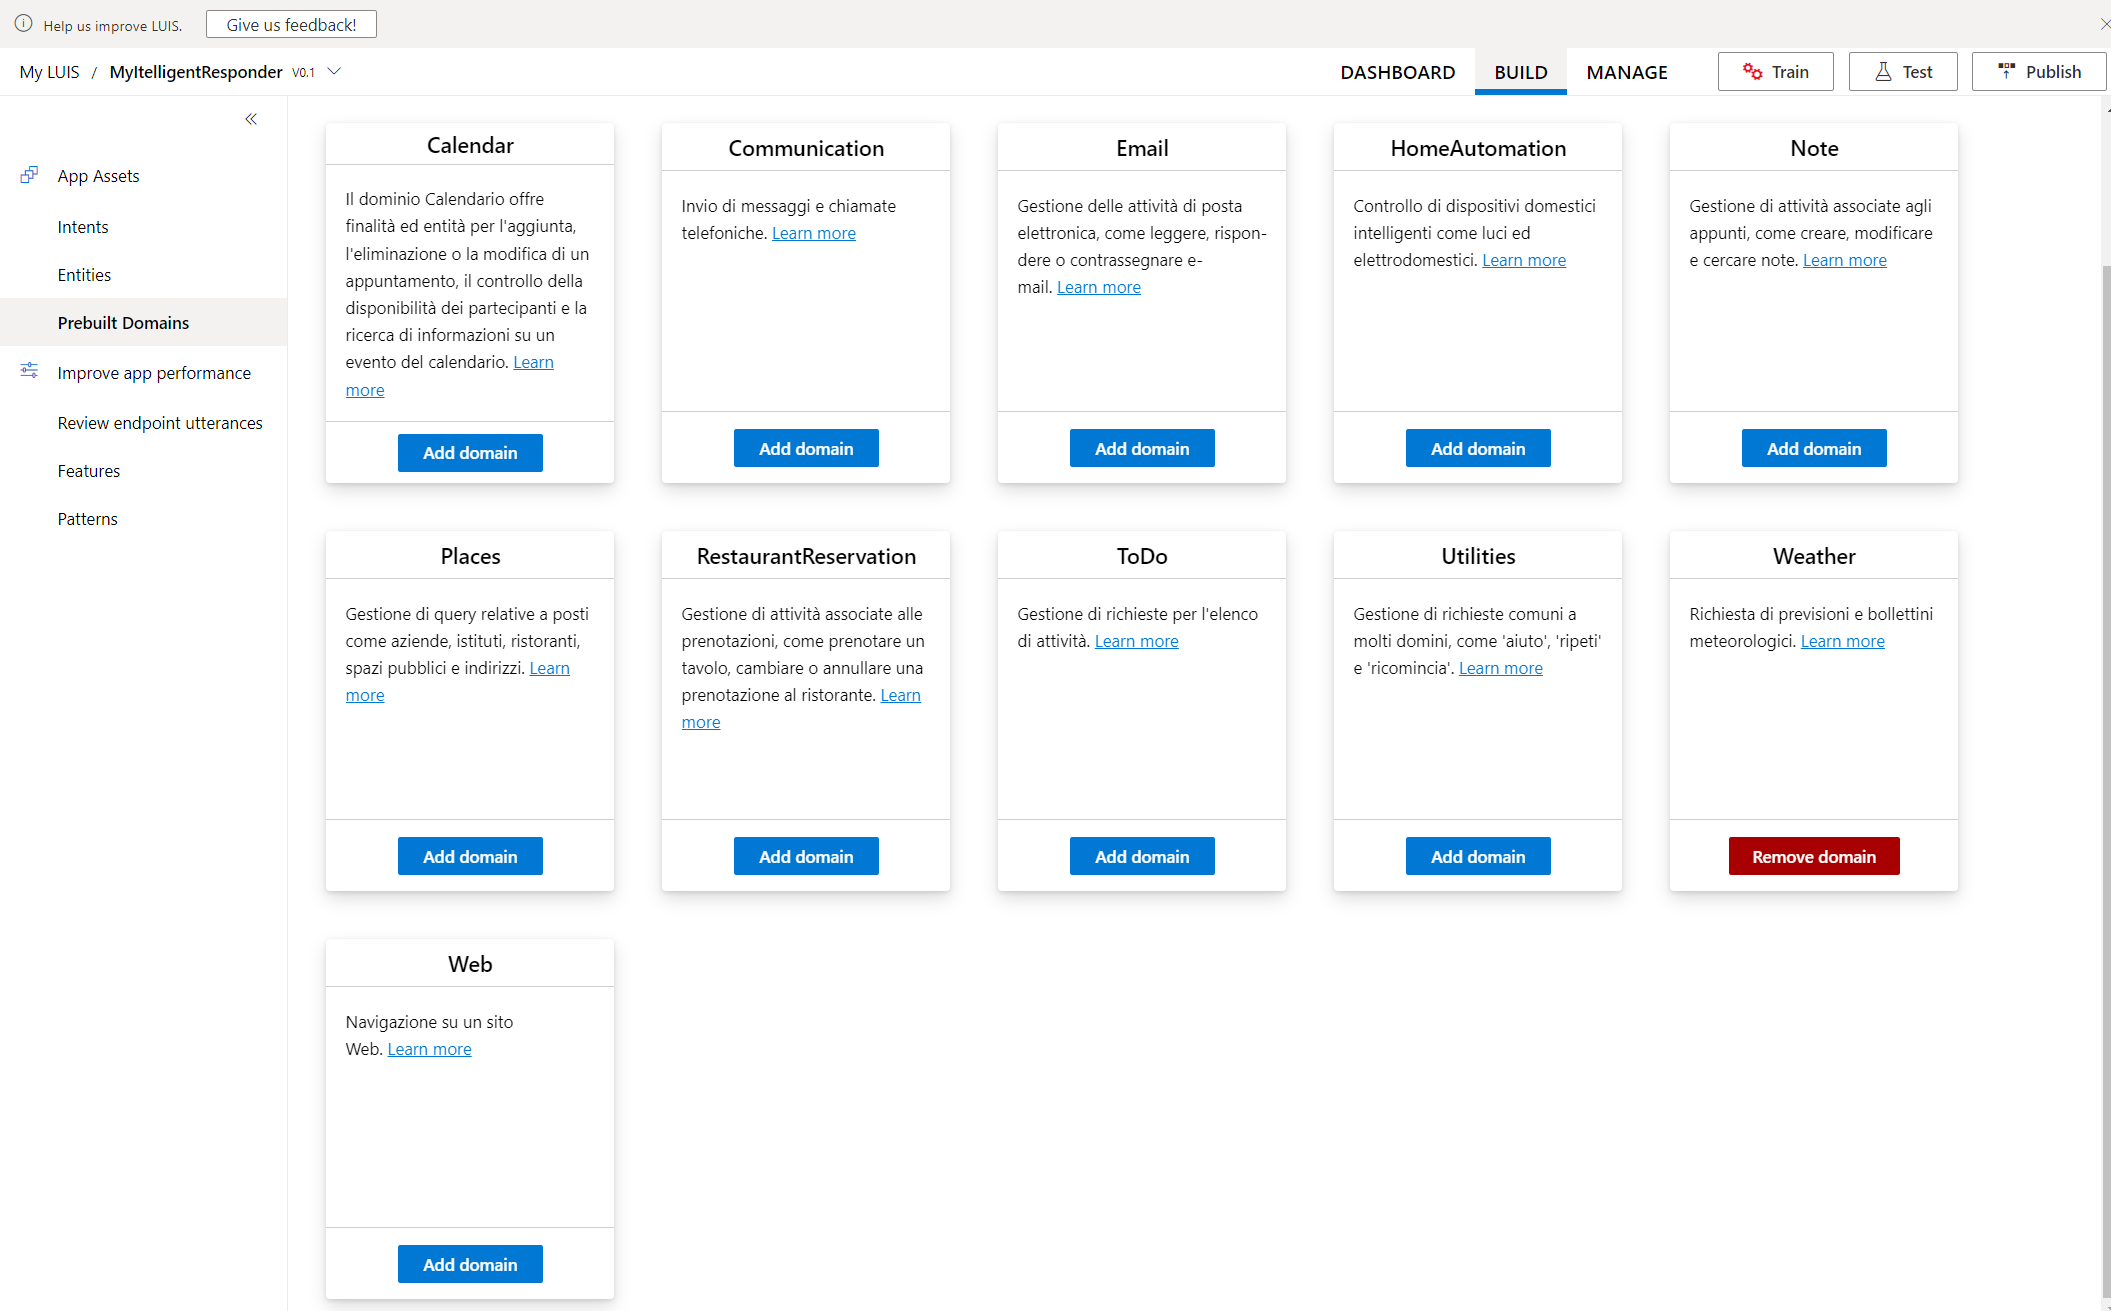 Help us improve LUIS.
Give us feedback!
My LUIS / MyItelligentResponder V0.1
DASHBOARD
BUILD
MANAGE
Train
Test
Publish
App Assets
Intents
Entities
Prebuilt Domains
Improve app performance
Review endpoint utterances
Features
Patterns
Calendar
Il dominio Calendario offre
finalità ed entità per l'aggiunta,
l'eliminazione o la modifica di un
appuntamento, il controllo della
disponibilità dei partecipanti e la
ricerca di informazioni su un
evento del calendario. Learn
more
Add domain
Communication
Invio di messaggi e chiamate
telefoniche. Learn more
Add domain
Email
Gestione delle attività di posta
elettronica, come leggere, rispon-
dere o contrassegnare e-
mail. Learn more
Add domain
HomeAutomation
Controllo di dispositivi domestici
intelligenti come luci ed
elettrodomestici. Learn more
Add domain
Note
Gestione di attività associate agli
appunti, come creare, modificare
e cercare note. Learn more
Add domain
Places
Gestione di query relative a posti
come aziende, istituti, ristoranti,
spazi pubblici e indirizzi. Learn
more
Add domain
RestaurantReservation
Gestione di attività associate alle
prenotazioni, come prenotare un
tavolo, cambiare o annullare una
prenotazione al ristorante. Learn
more
Add domain
ToDo
Gestione di richieste per l'elenco
di attività. Learn more
Add domain
Utilities
Gestione di richieste comuni a
molti domini, come 'aiuto', 'ripeti'
e 'ricomincia'. Learn more
Add domain
Weather
Richiesta di previsioni e bollettini
meteorologici. Learn more
Remove domain
Web
Navigazione su un sito
Web. Learn more
Add domain